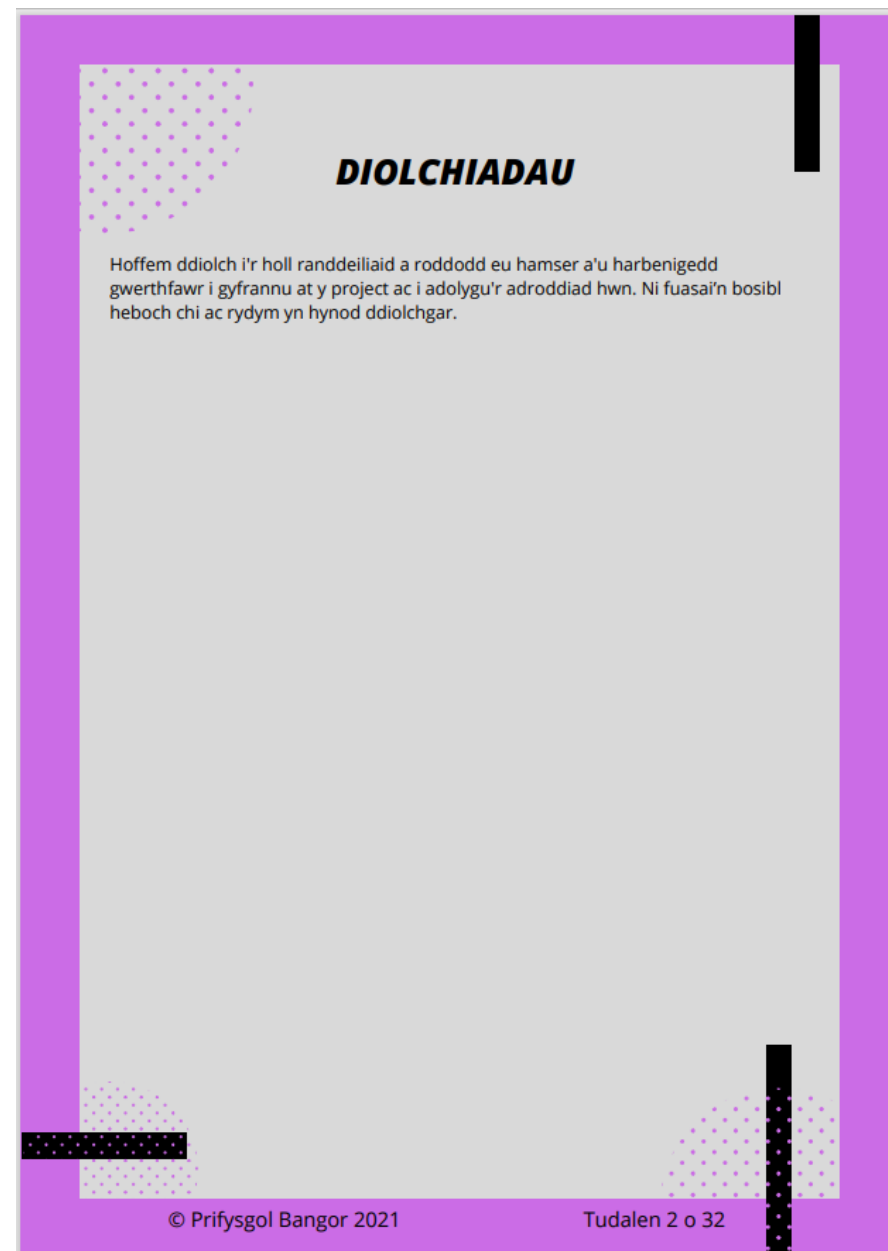 DIOLCHIADAU
Hoffem ddiolch i'r holl randdeiliaid a roddodd eu hamser a'u harbenigedd
gwerthfawr i gyfrannu at y project ac i adolygu'r adroddiad hwn. Ni fuasai’n bosibl
heboch chi ac rydym yn hynod ddiolchgar.
© Prifysgol Bangor 2021
Tudalen 2 o 32